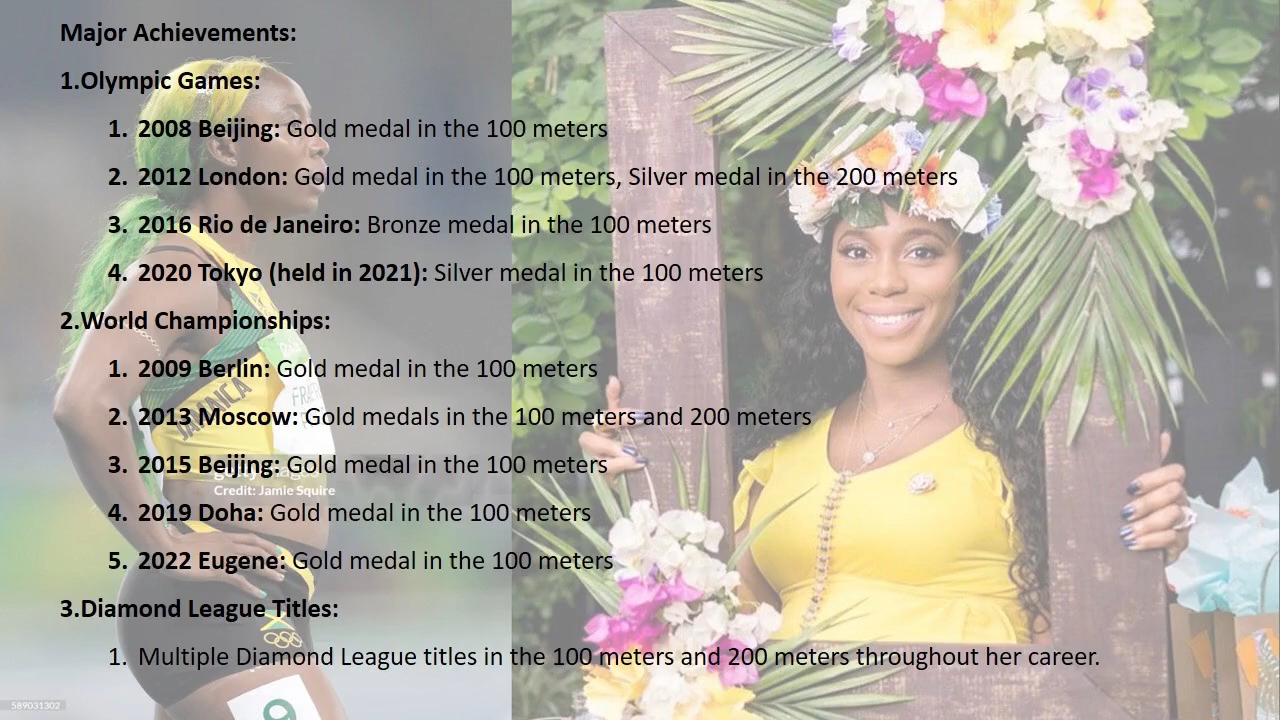 Major Achievements:
1.Olympic Games:
1. 2008 Beijing: Gold medal in the 100 meters
2. 2012 London: Gold medal in the 100 meters, Silver medal in the 200 meters
3. 2016 Rio de Janeiro: Bronze medal in the 100 meters
4. 2020 Tokyo (held in 2021): Silver medal in the 100 meters
2.World Championships:
1. 2009 Berlin: Gold medal in the 100 meters
JAMAICA
2. 2013 Moscow: Gold medals in the 100 meters and 200 meters
3. 2015 Beijing: Gold medal in the 100 meters
Credit: Jamie Squire
4. 2019 Doha: Gold medal in the 100 meters
5. 2022 Eugene: Gold medal in the 100 meters
3.Diamond League Titles:
1. Multiple Diamond League titles in the 100 meters and 200 meters throughout her career.
589031302
9